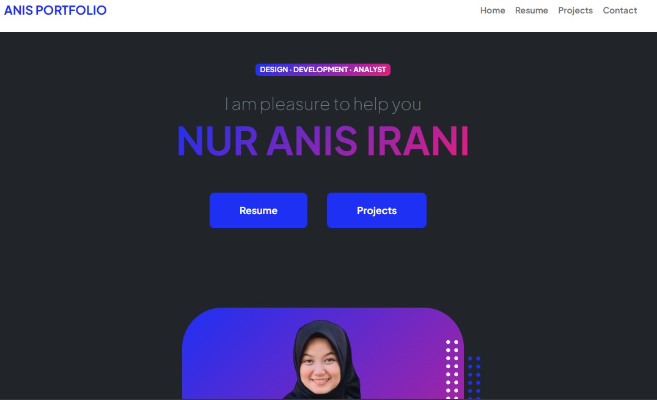 ANIS PORTFOLIO
Home Resume Projects Contact
DESIGN · DEVELOPMENT · ANALYST
I am pleasure to help you
NUR ANIS IRANI
Resume Projects